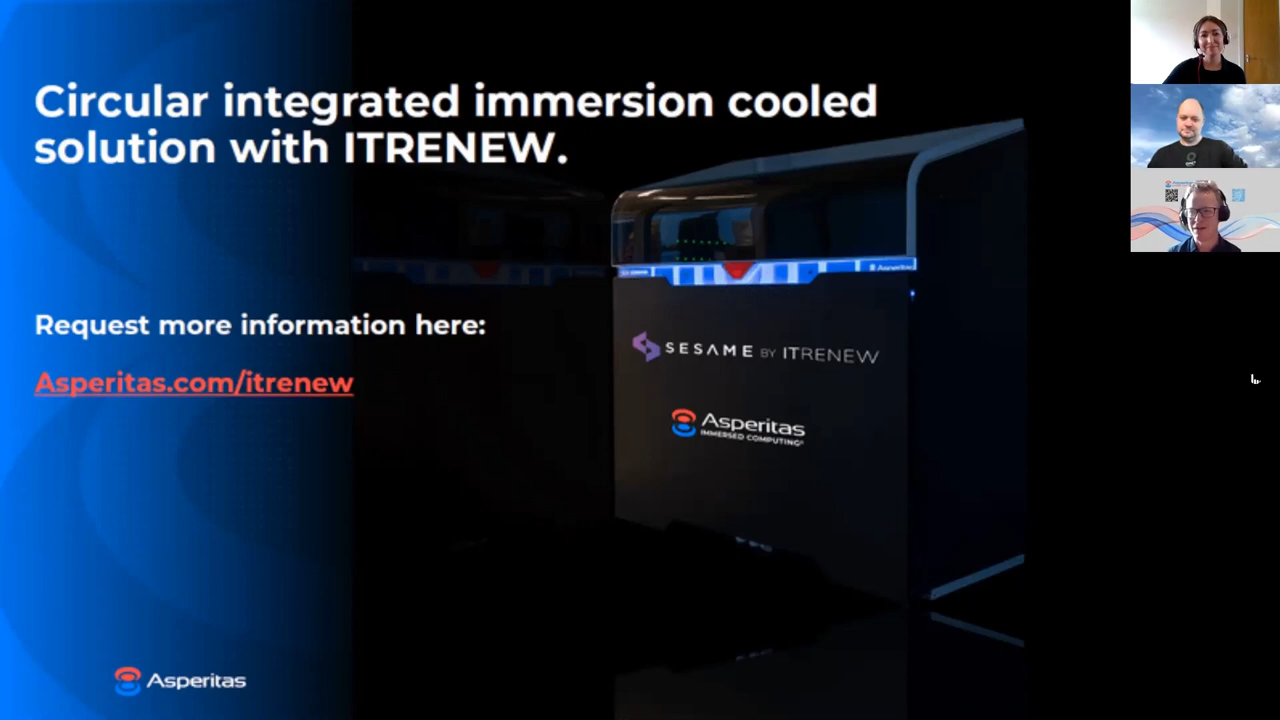 Circular integrated immersion cooled
solution with ITRENEW.
Request more information here:
Asperitas.com/itrenew
Asperitas
SESAME BY ITRENEW
Asperitas
IMMERSED COMPUTING®
Asperitas